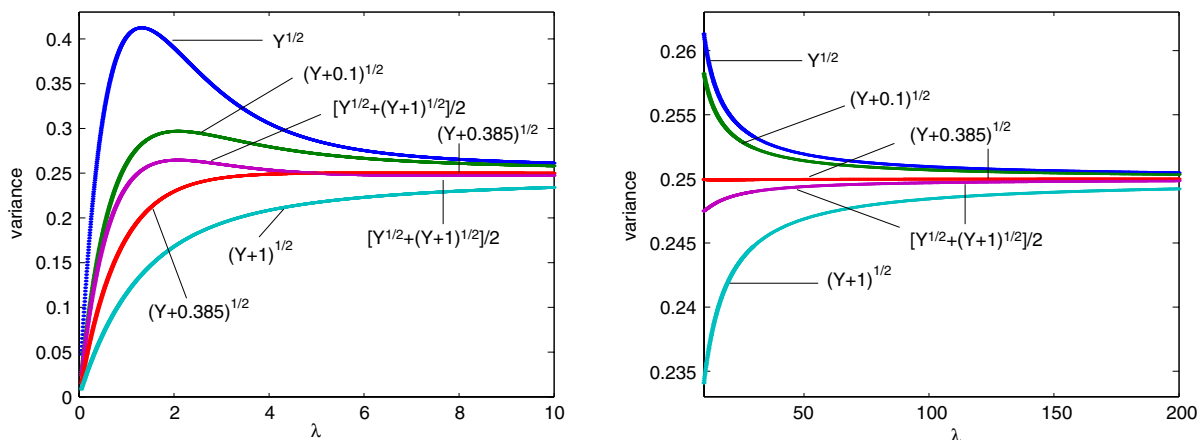 0.4
0.35
0.3
0.25
0.2
0.15
0.1
0.05
0
variance
0 2 4 6 8 10
λ
Y^{1/2}
(Y+0.1)^{1/2}
[Y^{1/2}+(Y+1)^{1/2}]/2
(Y+0.385)^{1/2}
[Y^{1/2}+(Y+1)^{1/2}]/2
(Y+1)^{1/2}
(Y+0.385)^{1/2}
0.26
0.255
0.25
0.245
0.24
0.235
variance
50 100 150 200
λ
Y^{1/2}
(Y+0.1)^{1/2}
(Y+0.385)^{1/2}
[Y^{1/2}+(Y+1)^{1/2}]/2
(Y+1)^{1/2}